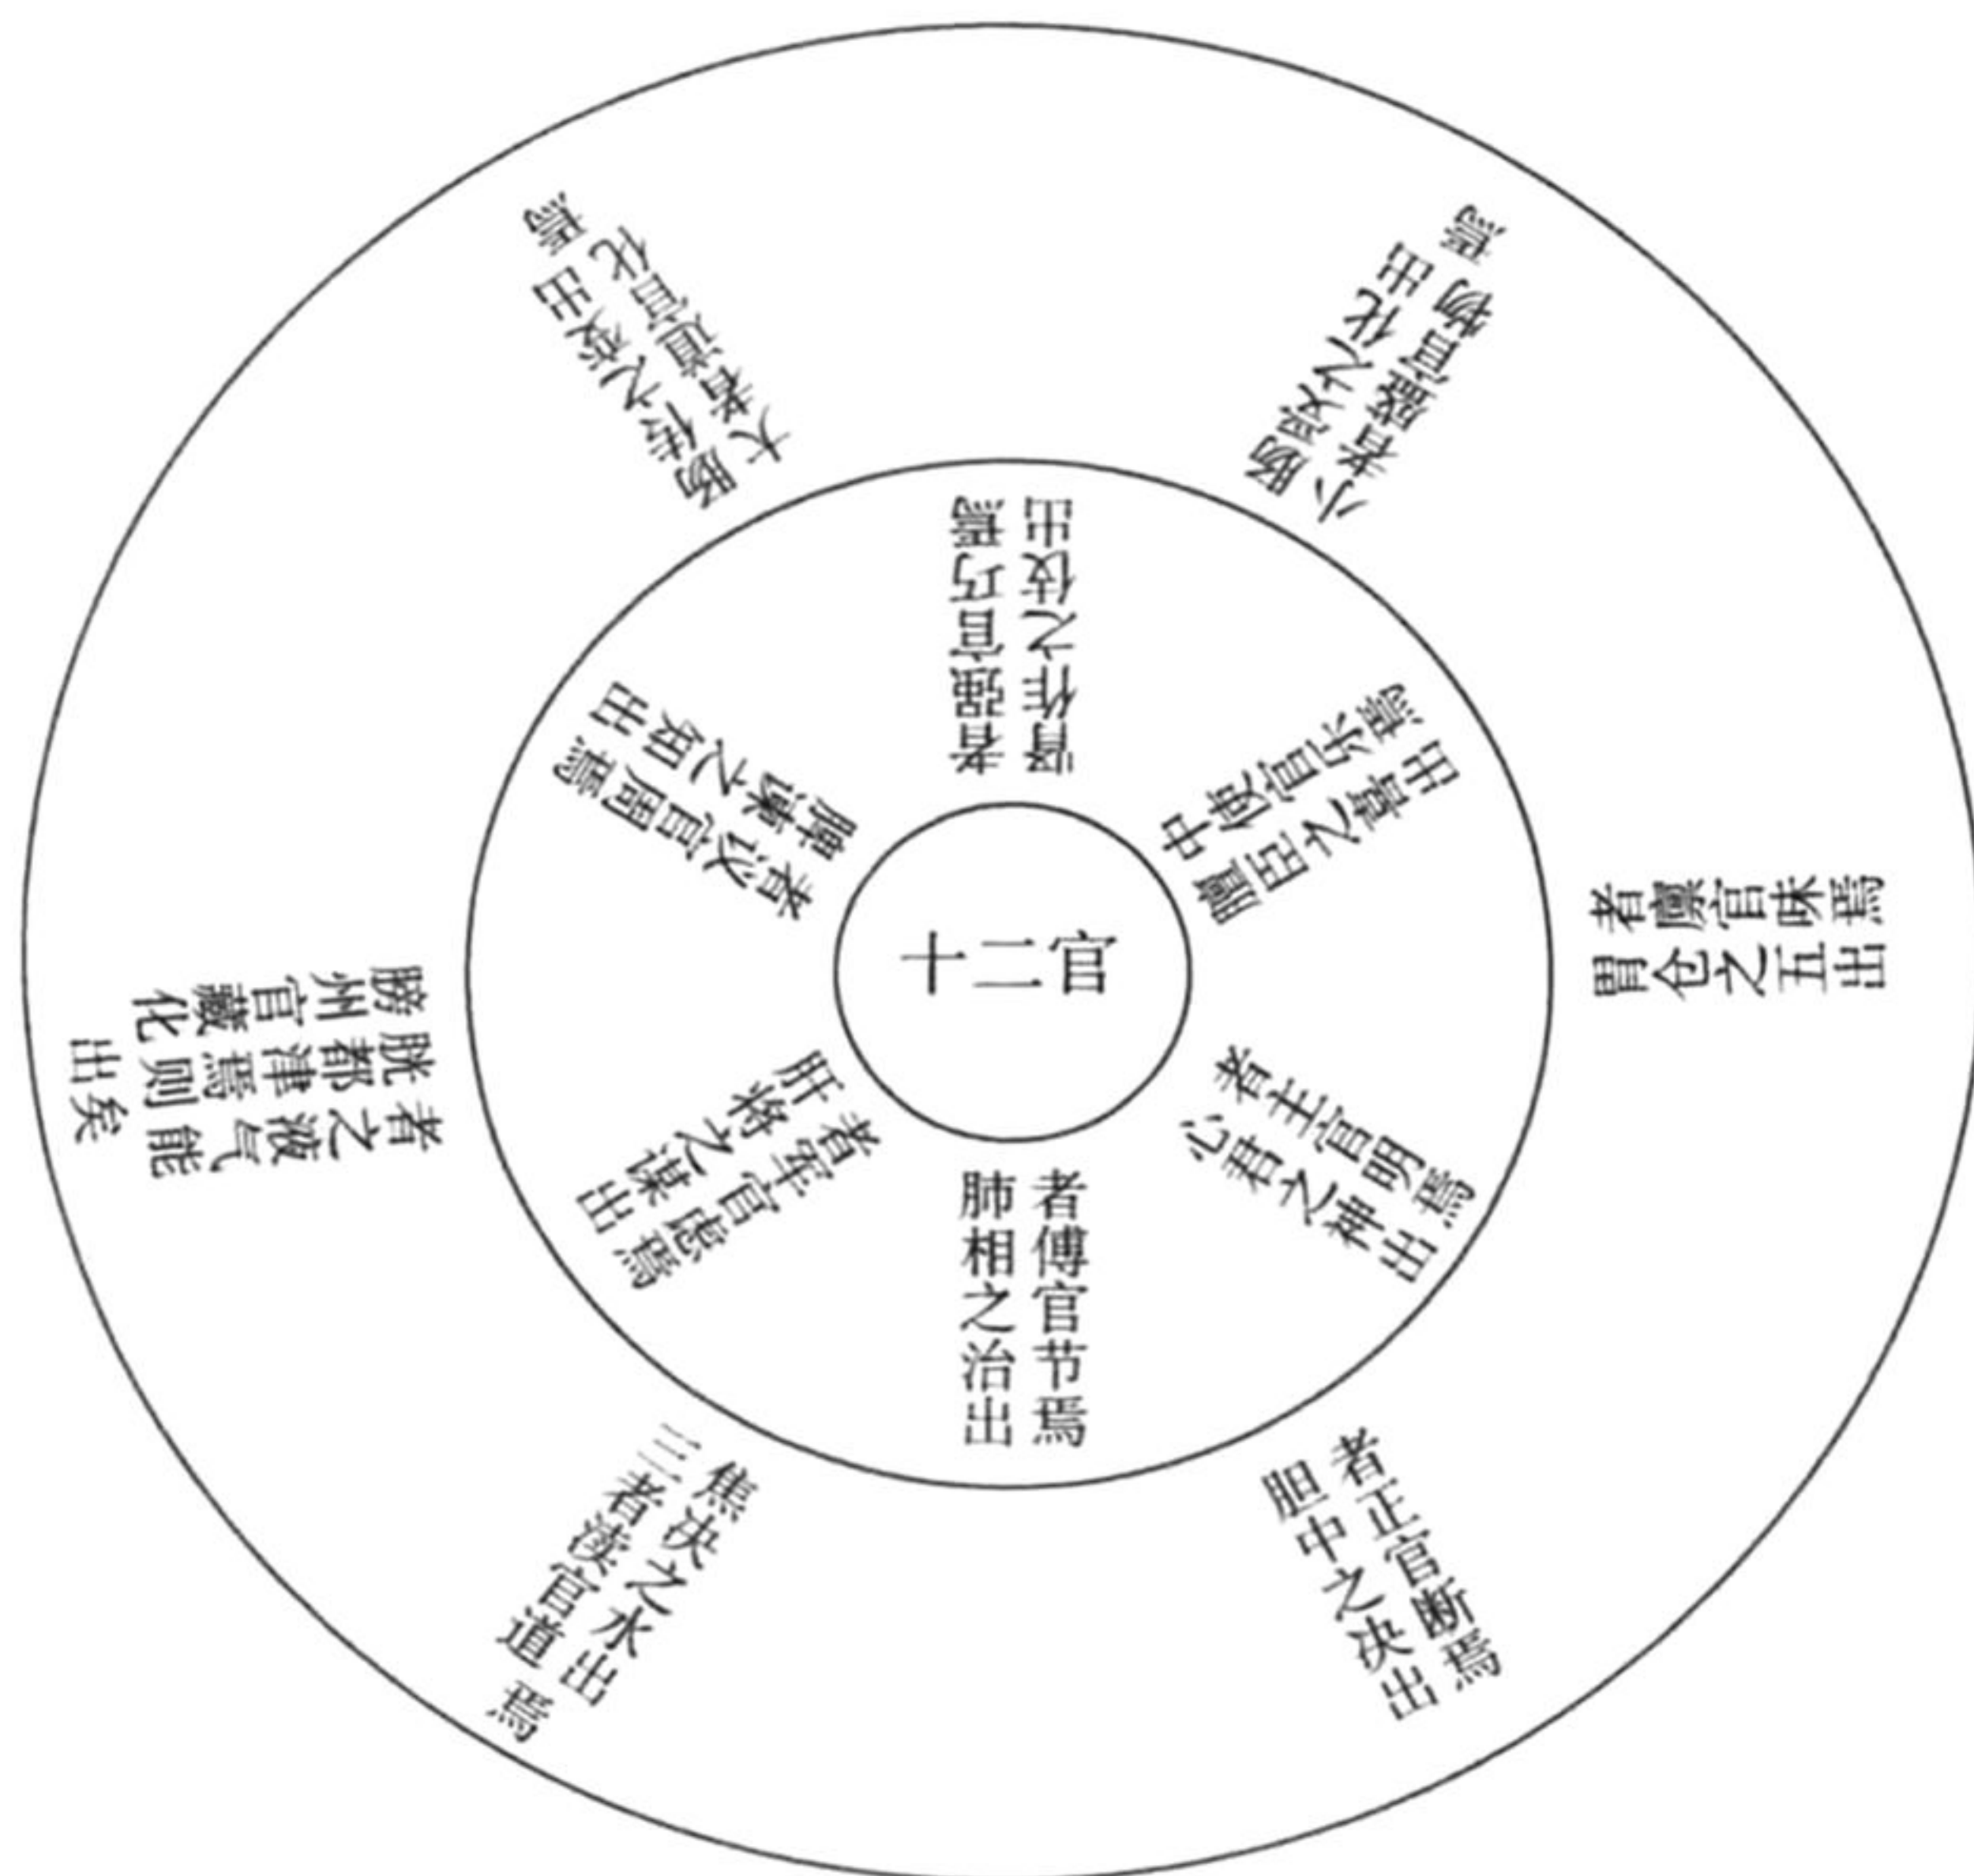 十二官
肺者相傅之官治节出焉
心者君主之官神明出焉
膻中臣使之官喜乐出焉
肾者作强之官伎巧出焉
脾者谏议之官知周出焉
肝者将军之官谋虑出焉
胆者中正之官决断出焉
胃者仓廪之官五味出焉
小肠者受盛之官化物出焉
大肠者传道之官变化出焉
膀胱者州都之官津液藏焉气化则能出矣
三焦者决渎之官水道出焉